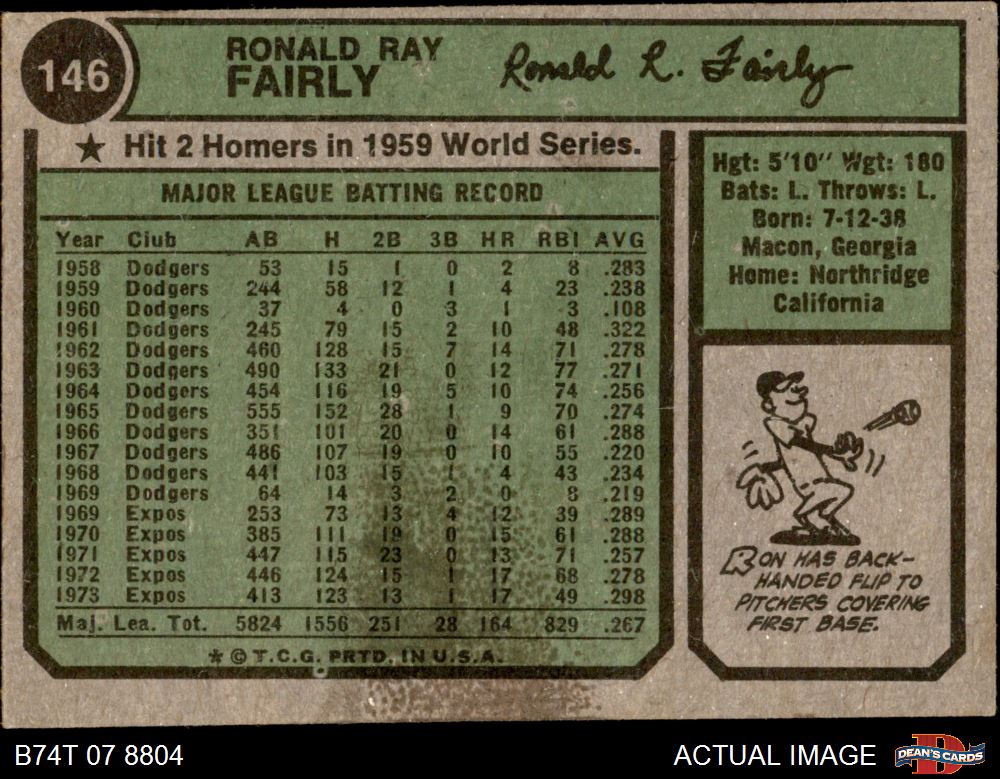 146
RONALD RAY
FAIRLY
Ronald R. Fairly
★ Hit 2 Homers in 1959 World Series.
MAJOR LEAGUE BATTING RECORD
Year Club AB H 2B 3B HR RBI AVG
1958 Dodgers 53 15 1 0 2 8 .283
1959 Dodgers 244 58 12 1 4 23 .238
1960 Dodgers 37 4 0 3 1 3 .108
1961 Dodgers 245 79 15 2 10 48 .322
1962 Dodgers 460 128 15 7 14 71 .278
1963 Dodgers 490 133 21 0 12 77 .271
1964 Dodgers 454 116 19 5 10 74 .256
1965 Dodgers 555 152 28 1 9 70 .274
1966 Dodgers 351 101 20 0 14 61 .288
1967 Dodgers 486 107 19 0 10 55 .220
1968 Dodgers 441 103 15 1 4 43 .234
1969 Dodgers 64 14 3 2 0 8 .219
1969 Expos 253 73 13 4 12 39 .289
1970 Expos 385 111 19 0 15 61 .288
1971 Expos 447 115 23 0 13 71 .257
1972 Expos 446 124 15 1 17 68 .278
1973 Expos 413 123 13 1 17 49 .298
Maj. Lea. Tot. 5824 1556 251 28 164 829 .267
* © T.C.G. PRTD. IN U.S.A.
Hgt: 5'10" Wgt: 180
Bats: L. Throws: L.
Born: 7-12-38
Macon, Georgia
Home: Northridge
California
RON HAS BACK-
HANDED FLIP TO
PITCHERS COVERING
FIRST BASE.
B74T 07 8804
ACTUAL IMAGE
DEAN'S CARDS